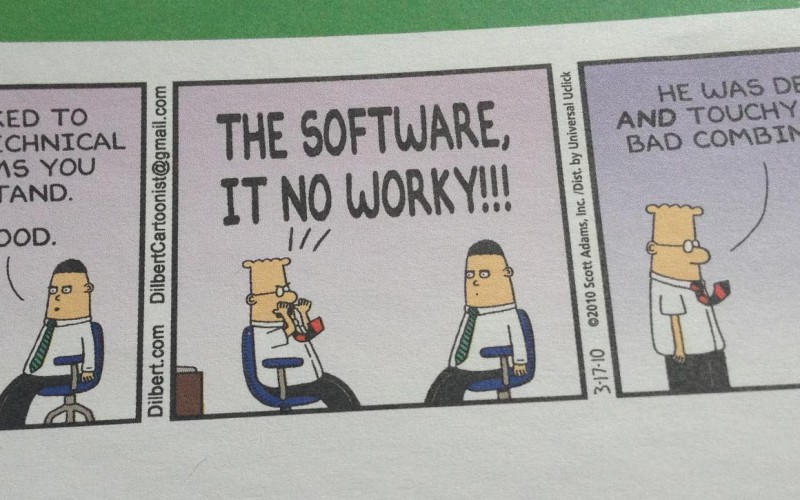 KED TO
ECHNICAL
MS YOU
TAND.
OOD.
Dilbert.com DilbertCartoonist@gmail.com
THE SOFTWARE,
IT NO WORKY!!!
3-17-10 ©2010 Scott Adams, Inc. /Dist. by Universal Uclick
HE WAS DE
AND TOUCHY
BAD COMBIN